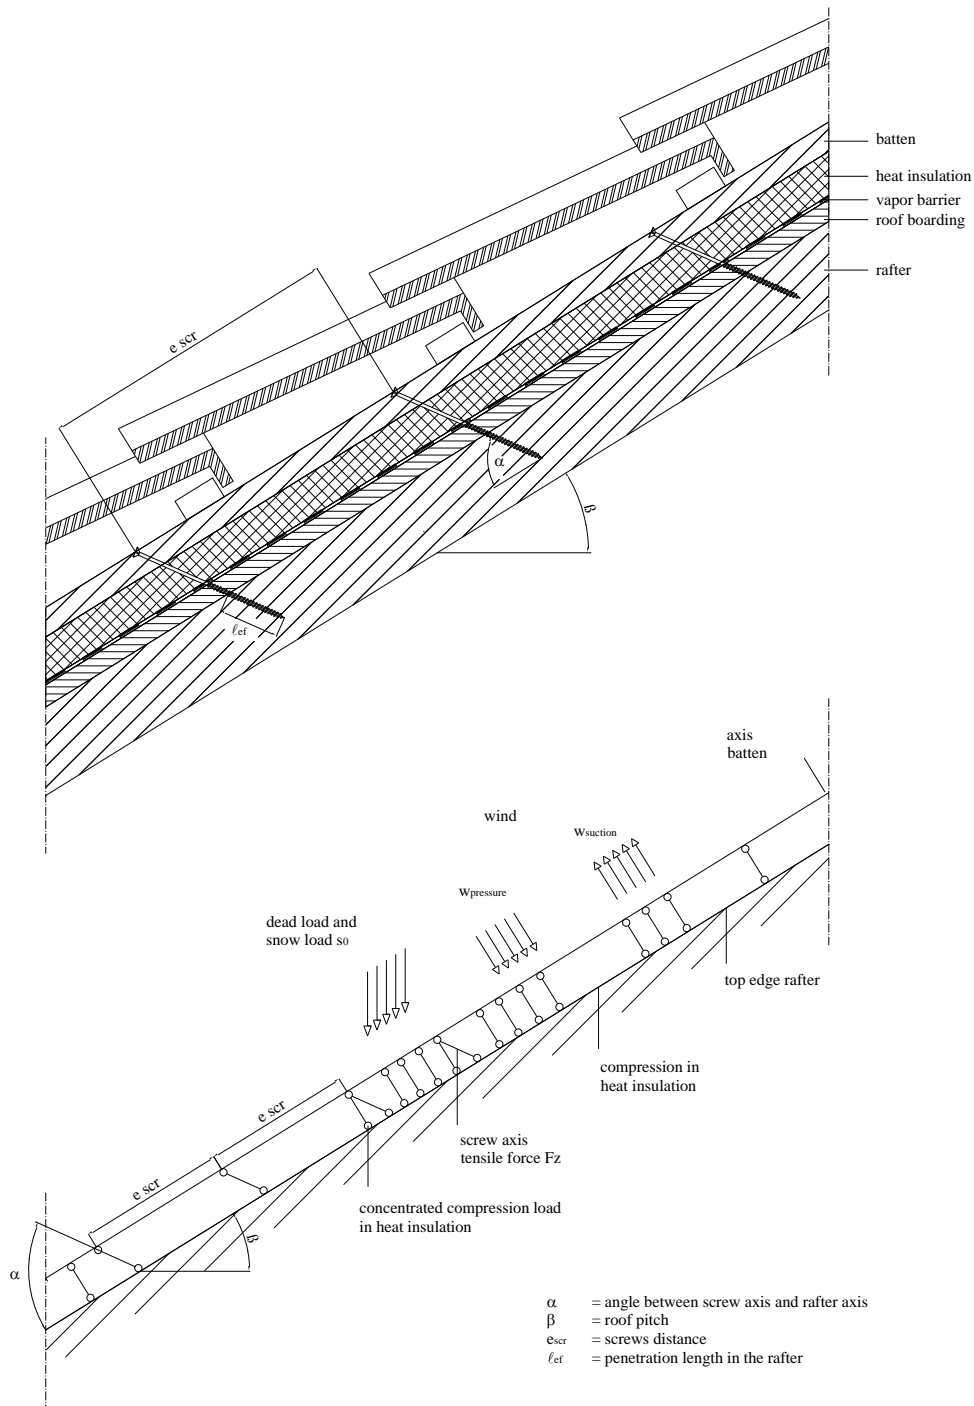 batten
heat insulation
vapor barrier
roof boarding
rafter
e scr
α
β
ℓef
axis
batten
wind
wsuction
wpressure
dead load and
snow load s0
top edge rafter
compression in
heat insulation
e scr
screw axis
tensile force Fz
e scr
concentrated compression load
in heat insulation
β
α
α = angle between screw axis and rafter axis
β = roof pitch
escr = screws distance
ℓef = penetration length in the rafter